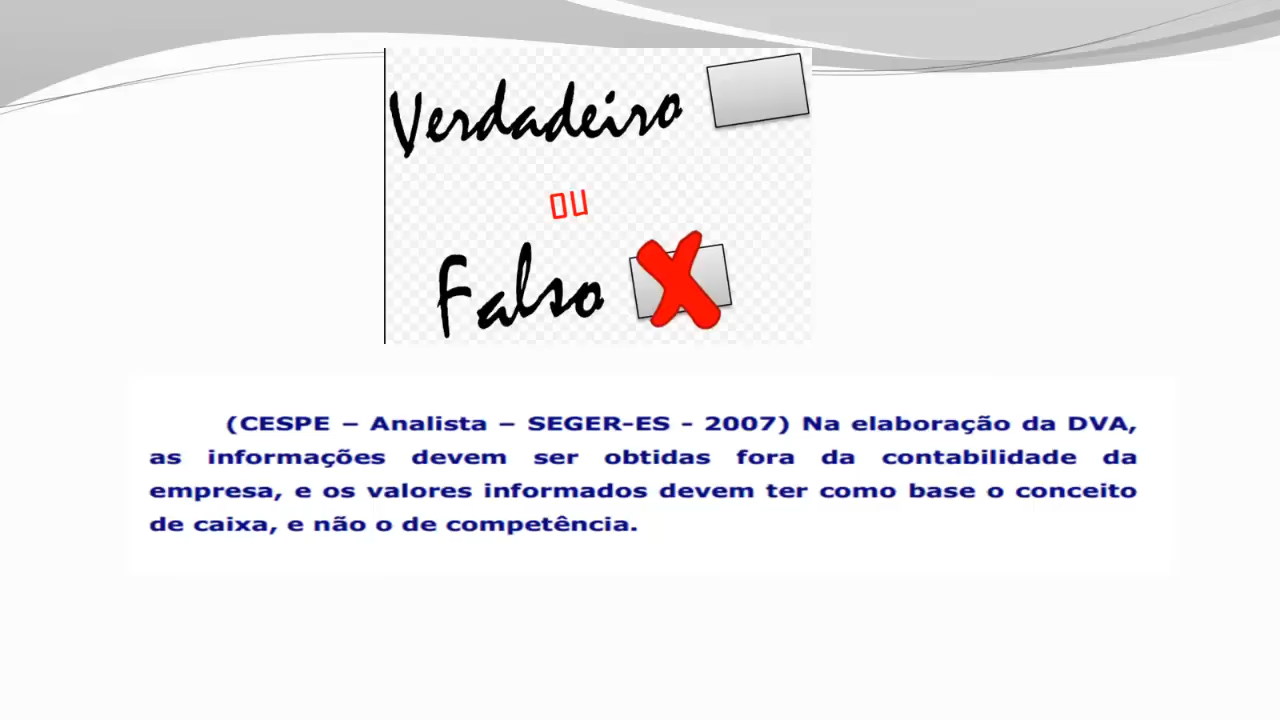 Verdadeiro
ou
Falso
(CESPE – Analista – SEGER-ES - 2007) Na elaboração da DVA,
as informações devem ser obtidas fora da contabilidade da
empresa, e os valores informados devem ter como base o conceito
de caixa, e não o de competência.